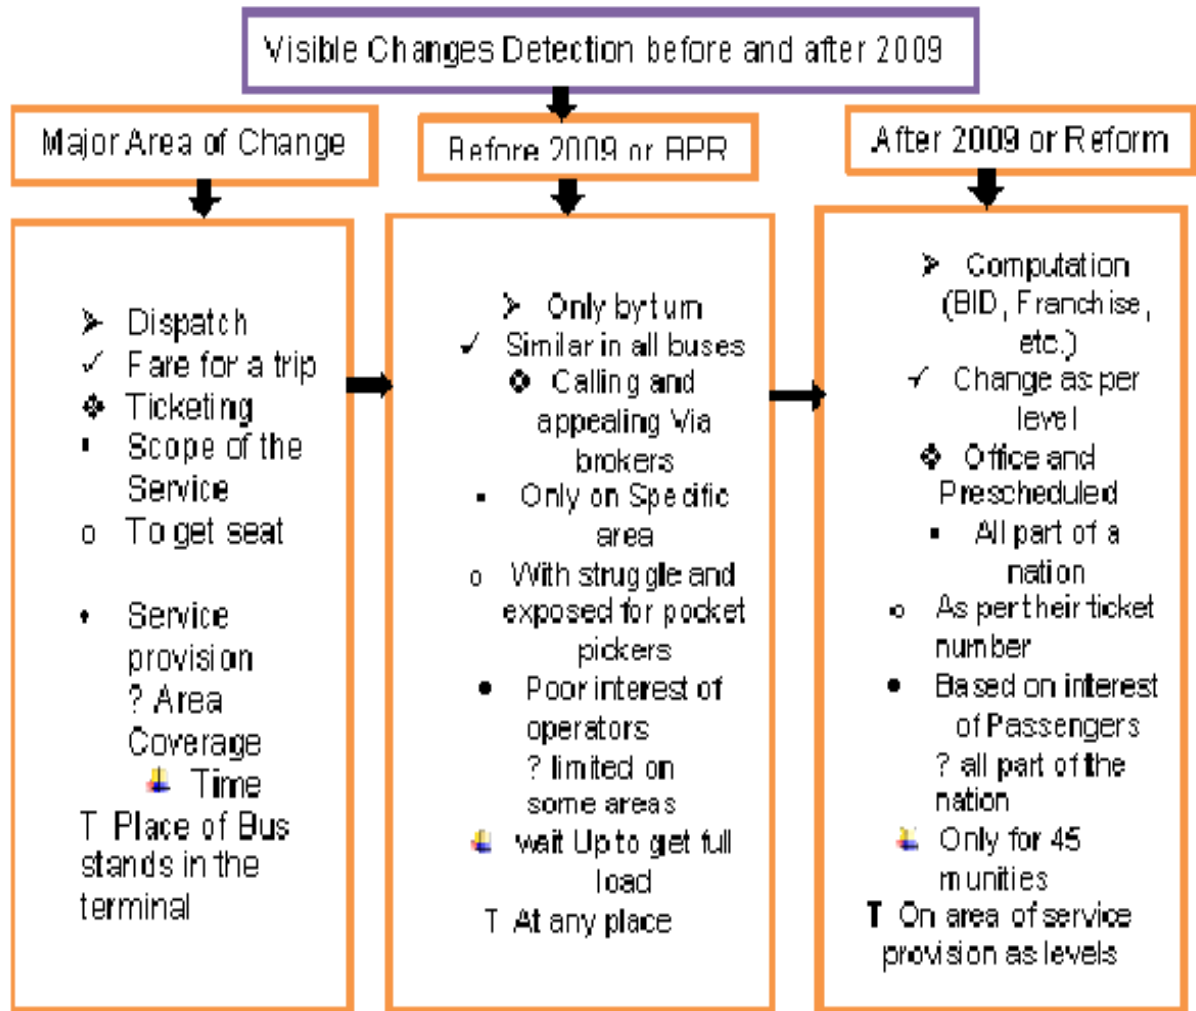 Visible Changes Detection before and after 2009
Major Area of Change
Before 2009 or BPR
After 2009 or Reform
➢ Dispatch
✓ Fare for a trip
❖ Ticketing
▪ Scope of the
Service
o To get seat
• Service
provision
? Area
Coverage
Time
T Place of Bus
stands in the
terminal
➢ Only by turn
✓ Similar in all buses
❖ Calling and
appealing Via
brokers
▪ Only on Specific
area
o With struggle and
exposed for pocket
pickers
● Poor interest of
operators
? limited on
some areas
wait Up to get full
load
T At any place
➢ Computation
(BID, Franchise,
etc.)
✓ Change as per
level
❖ Office and
Prescheduled
▪ All part of a
nation
o As per their ticket
number
● Based on interest
of Passengers
? all part of the
nation
Only for 45
munities
T On area of service
provision as levels